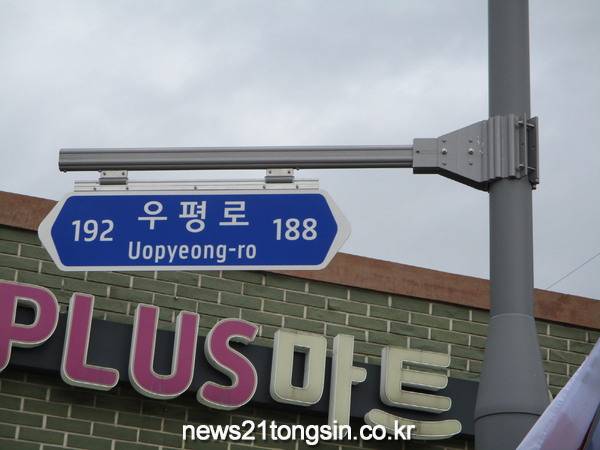 192 우평로 188
Uopyeong-ro
PLUS마트
news21tongsin.co.kr